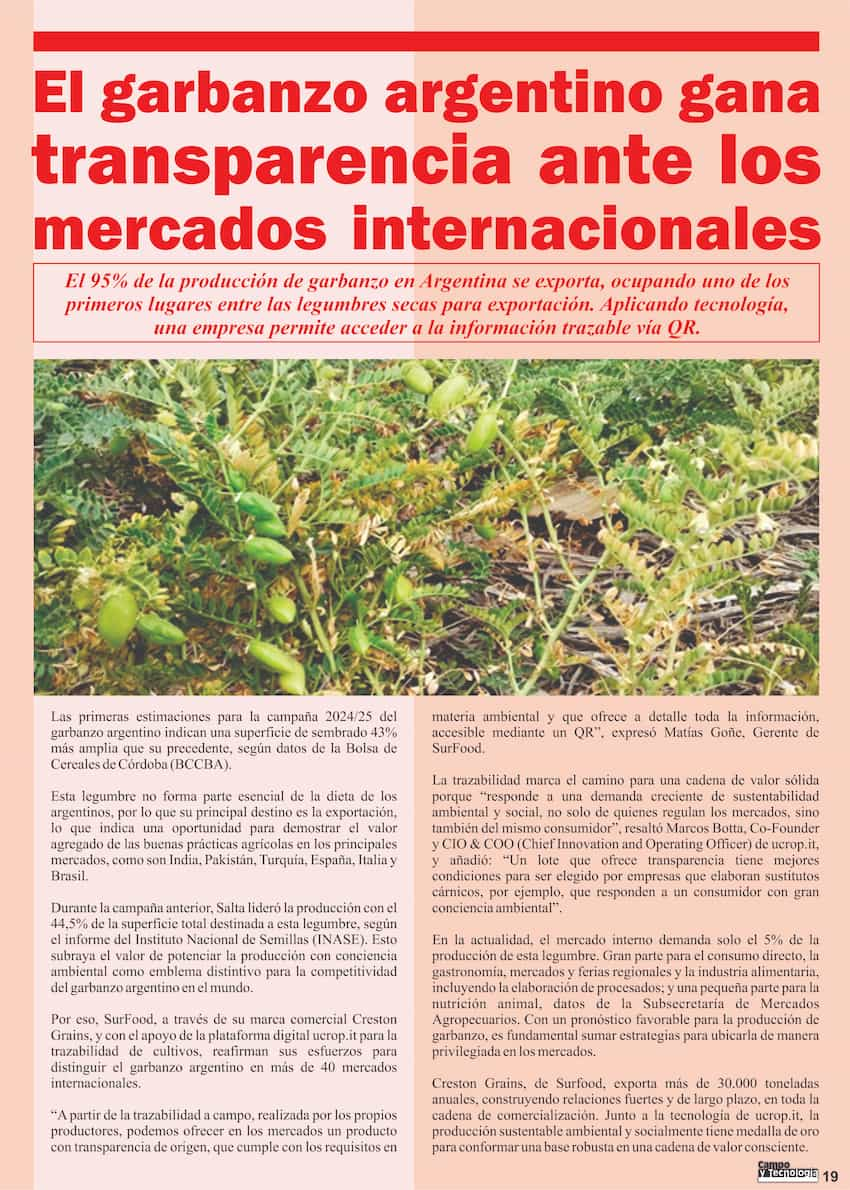 El garbanzo argentino gana
transparencia ante los
mercados internacionales
El 95% de la producción de garbanzo en Argentina se exporta, ocupando uno de los
primeros lugares entre las legumbres secas para exportación. Aplicando tecnología,
una empresa permite acceder a la información trazable vía QR.
Las primeras estimaciones para la campaña 2024/25 del
garbanzo argentino indican una superficie de sembrado 43%
más amplia que su precedente, según datos de la Bolsa de
Cereales de Córdoba (BCCBA).
Esta legumbre no forma parte esencial de la dieta de los
argentinos, por lo que su principal destino es la exportación,
lo que indica una oportunidad para demostrar el valor
agregado de las buenas prácticas agrícolas en los principales
mercados, como son India, Pakistán, Turquía, España, Italia y
Brasil.
Durante la campaña anterior, Salta lideró la producción con el
44,5% de la superficie total destinada a esta legumbre, según
el informe del Instituto Nacional de Semillas (INASE). Esto
subraya el valor de potenciar la producción con conciencia
ambiental como emblema distintivo para la competitividad
del garbanzo argentino en el mundo.
Por eso, SurFood, a través de su marca comercial Creston
Grains, y con el apoyo de la plataforma digital ucrop.it para la
trazabilidad de cultivos, reafirman sus esfuerzos para
distinguir el garbanzo argentino en más de 40 mercados
internacionales.
“A partir de la trazabilidad a campo, realizada por los propios
productores, podemos ofrecer en los mercados un producto
con transparencia de origen, que cumple con los requisitos en
materia ambiental y que ofrece a detalle toda la información,
accesible mediante un QR”, expresó Matías Goñe, Gerente de
SurFood.
La trazabilidad marca el camino para una cadena de valor sólida
porque “responde a una demanda creciente de sustentabilidad
ambiental y social, no solo de quienes regulan los mercados, sino
también del mismo consumidor”, resaltó Marcos Botta, Co-Founder
y CIO & COO (Chief Innovation and Operating Officer) de ucrop.it,
y añadió: “Un lote que ofrece transparencia tiene mejores
condiciones para ser elegido por empresas que elaboran sustitutos
cárnicos, por ejemplo, que responden a un consumidor con gran
conciencia ambiental”.
En la actualidad, el mercado interno demanda solo el 5% de la
producción de esta legumbre. Gran parte para el consumo directo, la
gastronomía, mercados y ferias regionales y la industria alimentaria,
incluyendo la elaboración de procesados; y una pequeña parte para la
nutrición animal, datos de la Subsecretaría de Mercados
Agropecuarios. Con un pronóstico favorable para la producción de
garbanzo, es fundamental sumar estrategias para ubicarla de manera
privilegiada en los mercados.
Creston Grains, de Surfood, exporta más de 30.000 toneladas
anuales, construyendo relaciones fuertes y de largo plazo, en toda la
cadena de comercialización. Junto a la tecnología de ucrop.it, la
producción sustentable ambiental y socialmente tiene medalla de oro
para conformar una base robusta en una cadena de valor consciente.
Campo
y Tecnología
19